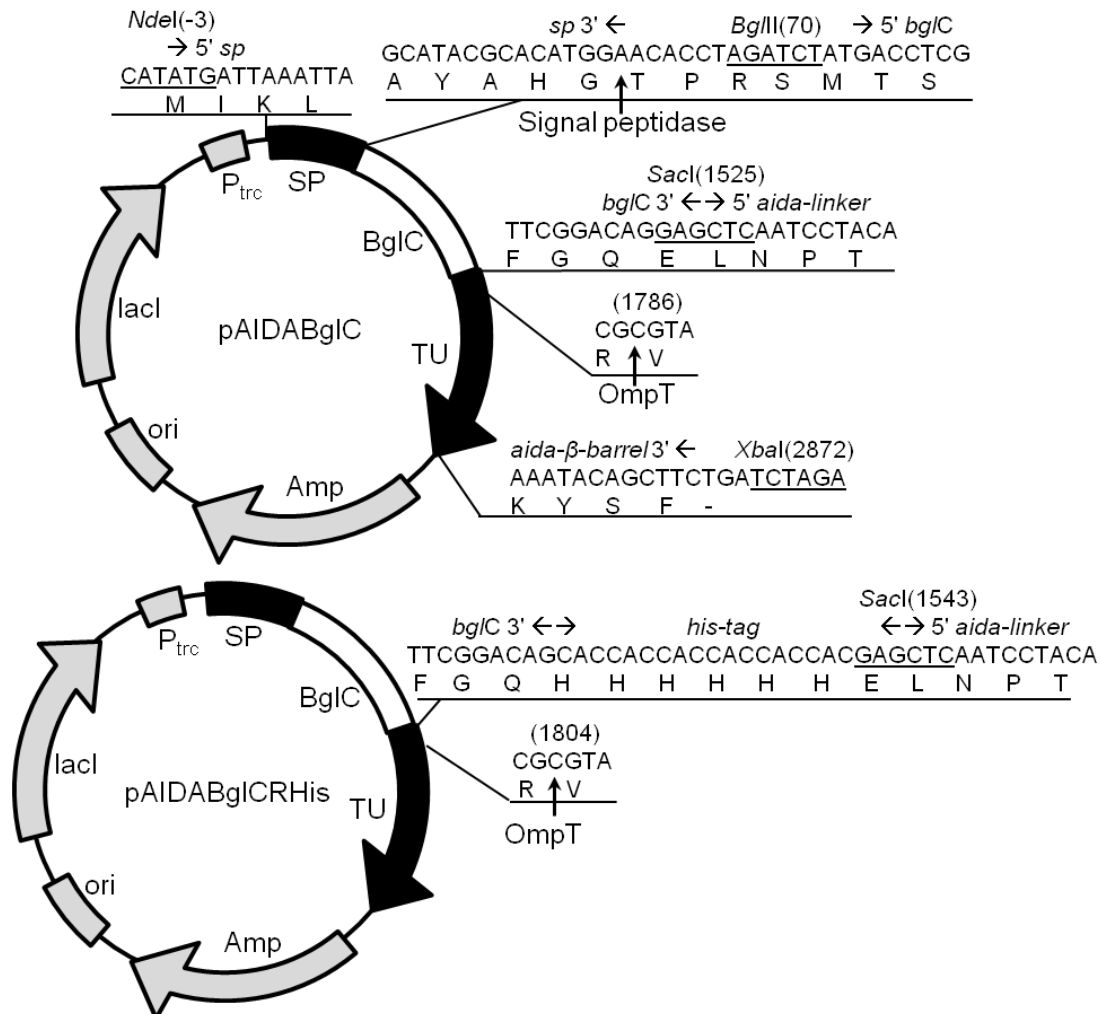 NdeI(-3)
→ 5' sp
CATATGATTAAATTA
M I K L
sp 3' ← BglII(70) → 5' bglC
GCATACGCACATGGAACACCTAGATCTATGACCTCG
A Y A H G T P R S M T S
Signal peptidase
Ptrc
SP
BglC
SacI(1525)
bglC 3' ←→ 5' aida-linker
TTCGGACAGGAGCTCAATCCTACA
F G Q E L N P T
lacI
pAIDABglC
TU
(1786)
CGCGTA
R V
OmpT
ori
Amp
aida-β-barrel 3' ← XbaI(2872)
AAATACAGCTTCTGATCTAGA
K Y S F -
Ptrc
SP
BglC
SacI(1543)
bglC 3' ←→ his-tag ←→ 5' aida-linker
TTCGGACAGCACCACCACCACCACCACGAGCTCAATCCTACA
F G Q H H H H H H E L N P T
lacI
pAIDABglCRHis
TU
(1804)
CGCGTA
R V
OmpT
ori
Amp